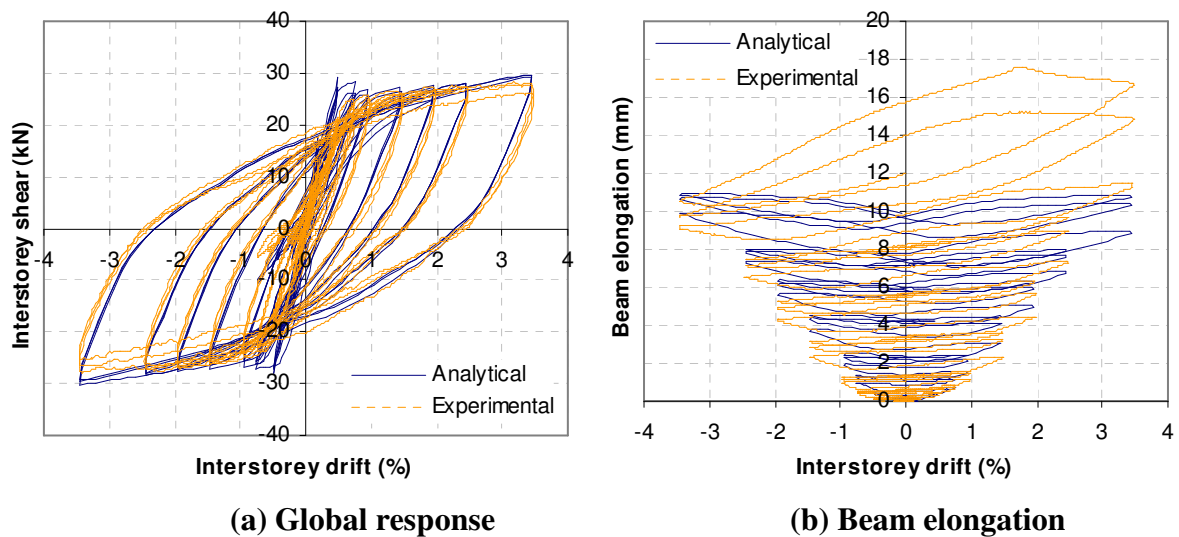 40
30
20
10
0
-10
-20
-30
-40
-4 -3 -2 -1 0 1 2 3 4
Interstorey shear (kN)
Interstorey drift (%)
Analytical
Experimental
(a) Global response
20
18
16
14
12
10
8
6
4
2
0
-4 -3 -2 -1 0 1 2 3 4
Beam elongation (mm)
Interstorey drift (%)
Analytical
Experimental
(b) Beam elongation